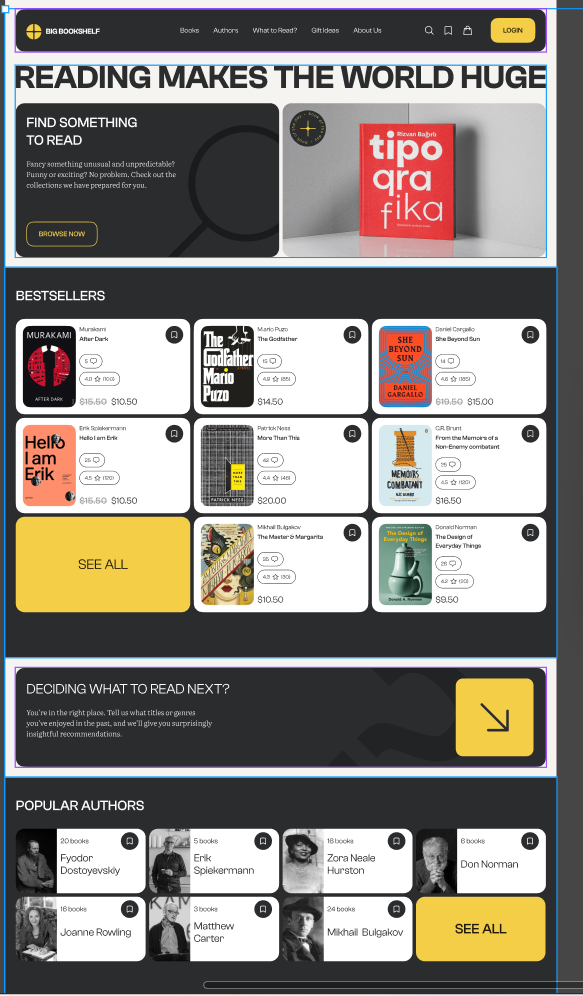 BIG BOOKSHELF
Books Authors What to Read? Gift Ideas About Us
LOGIN
READING MAKES THE WORLD HUGE
FIND SOMETHING
TO READ
Fancy something unusual and unpredictable?
Funny or exciting? No problem. Check out the
collections we have prepared for you.
BROWSE NOW
Rizvan Bağırlı
tipo
qra
fika
BESTSELLERS
MURAKAMI
AFTER DARK
Murakami
After Dark
5
4.0 (100)
$15.50 $10.50
The
Godfather
Mario
Puzo
Mario Puzo
The Godfather
15
4.9 (85)
$14.50
SHE
BEYOND
SUN
DANIEL
GARGALLO
Daniel Gargallo
She Beyond Sun
14
4.6 (185)
$19.50 $15.00
Hello
I am
Erik
Erik Spiekermann
Hello I am Erik
25
4.5 (120)
$15.50 $10.50
MORE
THAN
THIS
PATRICK NESS
Patrick Ness
More Than This
42
4.4 (48)
$20.00
MEMOIRS
COMBATANT
C.R. Brunt
From the Memoirs of a
Non-Enemy combatant
25
4.5 (120)
$16.50
SEE ALL
Mikhail Bulgakov
The Master & Margarita
35
4.3 (30)
$10.50
The Design of
Everyday Things
Donald A. Norman
Donald Norman
The Design of
Everyday Things
26
4.2 (20)
$9.50
DECIDING WHAT TO READ NEXT?
You're in the right place. Tell us what titles or genres
you've enjoyed in the past, and we'll give you surprisingly
insightful recommendations.
POPULAR AUTHORS
20 books
Fyodor
Dostoyevskiy
5 books
Erik
Spiekermann
16 books
Zora Neale
Hurston
6 books
Don Norman
16 books
Joanne Rowling
3 books
Matthew
Carter
24 books
Mikhail Bulgakov
SEE ALL